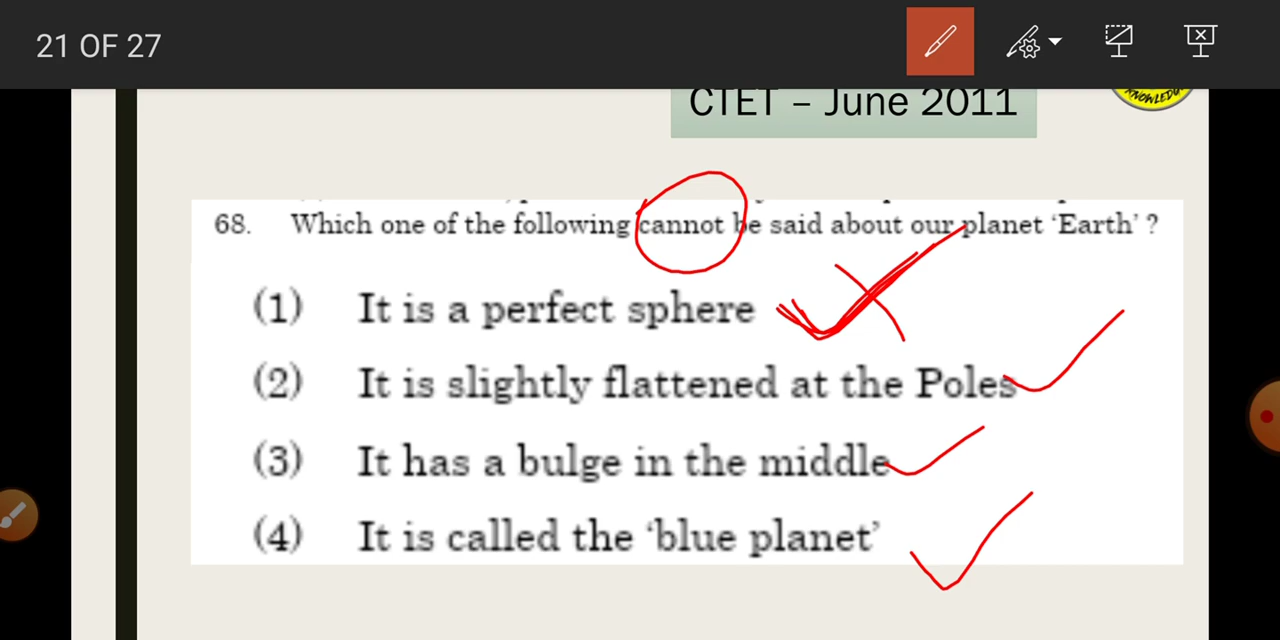 21 OF 27
CTET – June 2011
68. Which one of the following cannot be said about our planet ‘Earth’ ?
(1) It is a perfect sphere
(2) It is slightly flattened at the Poles
(3) It has a bulge in the middle
(4) It is called the ‘blue planet’